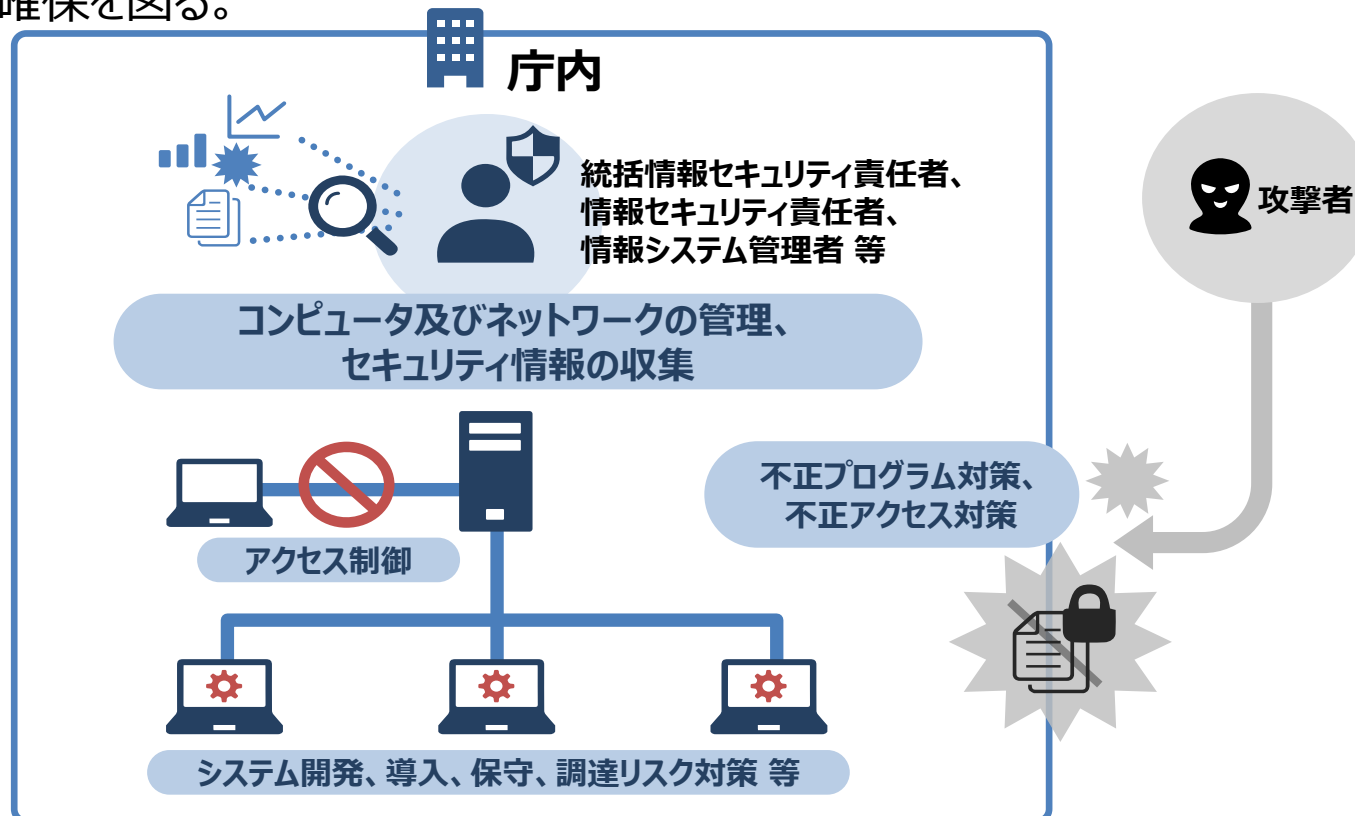 確保を図る。
庁内
統括情報セキュリティ責任者、
情報セキュリティ責任者、
情報システム管理者 等
攻撃者
コンピュータ及びネットワークの管理、
セキュリティ情報の収集
不正プログラム対策、
不正アクセス対策
アクセス制御
システム開発、導入、保守、調達リスク対策 等